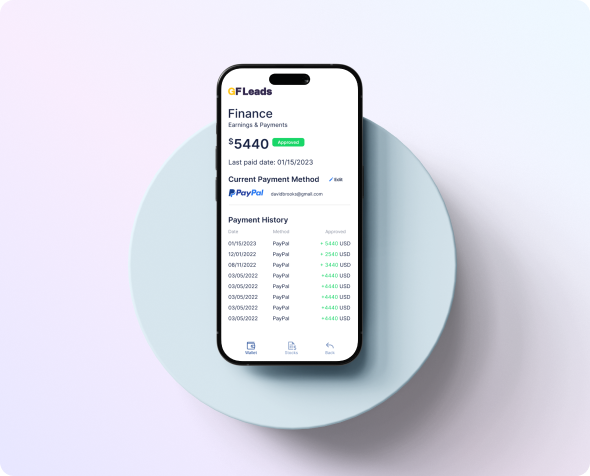 GFLeads
Finance
Earnings & Payments
$5440 Approved
Last paid date: 01/15/2023
Current Payment Method Edit
PayPal davidbrooks@gmail.com
Payment History
Date Method Approved
01/15/2023 PayPal + 5440 USD
12/01/2022 PayPal + 2540 USD
08/11/2022 PayPal + 3440 USD
03/05/2022 PayPal +4440 USD
03/05/2022 PayPal +4440 USD
03/05/2022 PayPal +4440 USD
03/05/2022 PayPal +4440 USD
03/05/2022 PayPal +4440 USD
Wallet Back